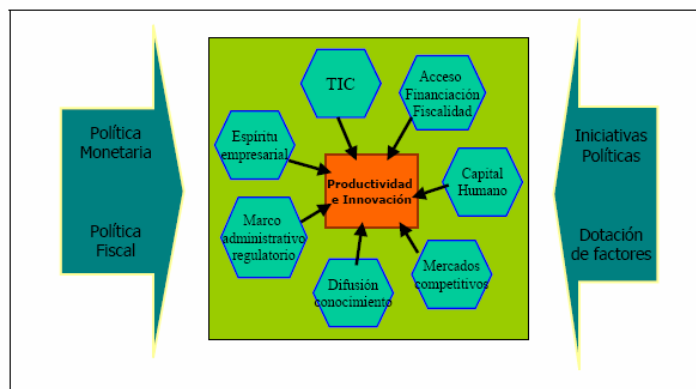 Política
Monetaria
Política
Fiscal
TIC
Acceso
Financiación
Fiscalidad
Espíritu
empresarial
Productividad
e Innovación
Capital
Humano
Marco
administrativo
regulatorio
Difusión
conocimiento
Mercados
competitivos
Iniciativas
Políticas
Dotación
de factores